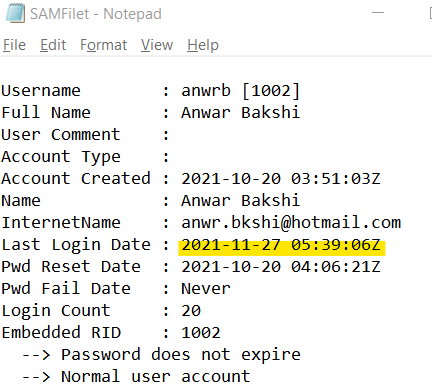 SAMFilet - Notepad
File Edit Format View Help
Username : anwrb [1002]
Full Name : Anwar Bakshi
User Comment :
Account Type :
Account Created : 2021-10-20 03:51:03Z
Name : Anwar Bakshi
InternetName : anwr.bkshi@hotmail.com
Last Login Date : 2021-11-27 05:39:06Z
Pwd Reset Date : 2021-10-20 04:06:21Z
Pwd Fail Date : Never
Login Count : 20
Embedded RID : 1002
--> Password does not expire
--> Normal user account